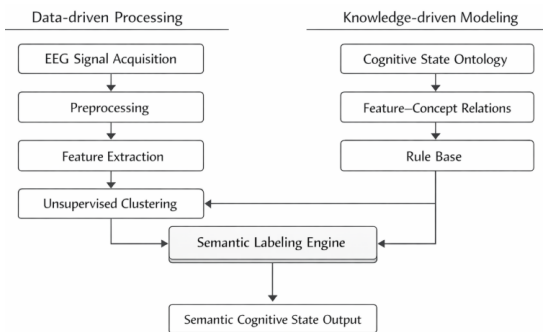 Data-driven Processing
Knowledge-driven Modeling
EEG Signal Acquisition
Cognitive State Ontology
Preprocessing
Feature–Concept Relations
Feature Extraction
Rule Base
Unsupervised Clustering
Semantic Labeling Engine
Semantic Cognitive State Output